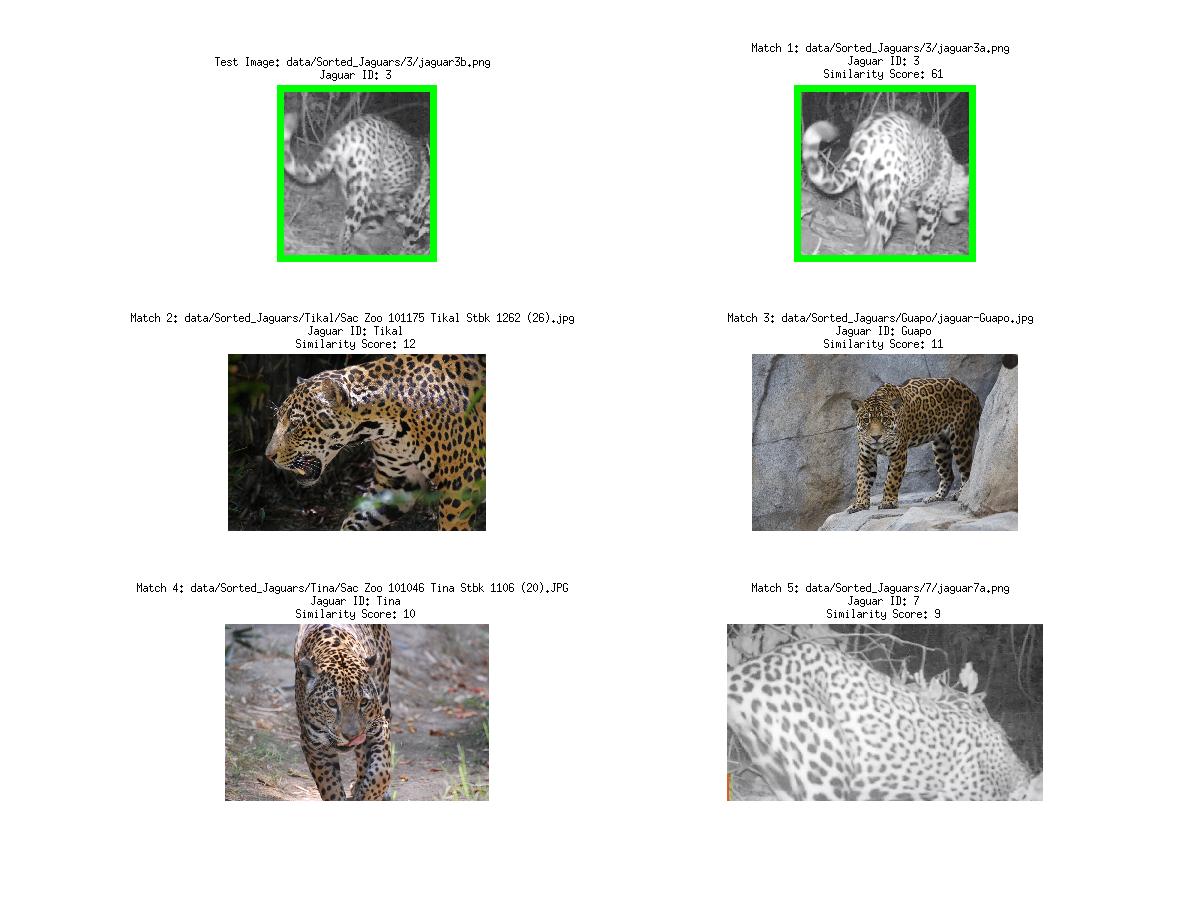 Test Image: data/Sorted_Jaguars/3/jaguar3b.png
Jaguar ID: 3
Match 1: data/Sorted_Jaguars/3/jaguar3a.png
Jaguar ID: 3
Similarity Score: 61
Match 2: data/Sorted_Jaguars/Tikal/Sac Zoo 101175 Tikal Stbk 1262 (26).jpg
Jaguar ID: Tikal
Similarity Score: 12
Match 3: data/Sorted_Jaguars/Guapo/jaguar-Guapo.jpg
Jaguar ID: Guapo
Similarity Score: 11
Match 4: data/Sorted_Jaguars/Tina/Sac Zoo 101046 Tina Stbk 1106 (20).JPG
Jaguar ID: Tina
Similarity Score: 10
Match 5: data/Sorted_Jaguars/7/jaguar7a.png
Jaguar ID: 7
Similarity Score: 9